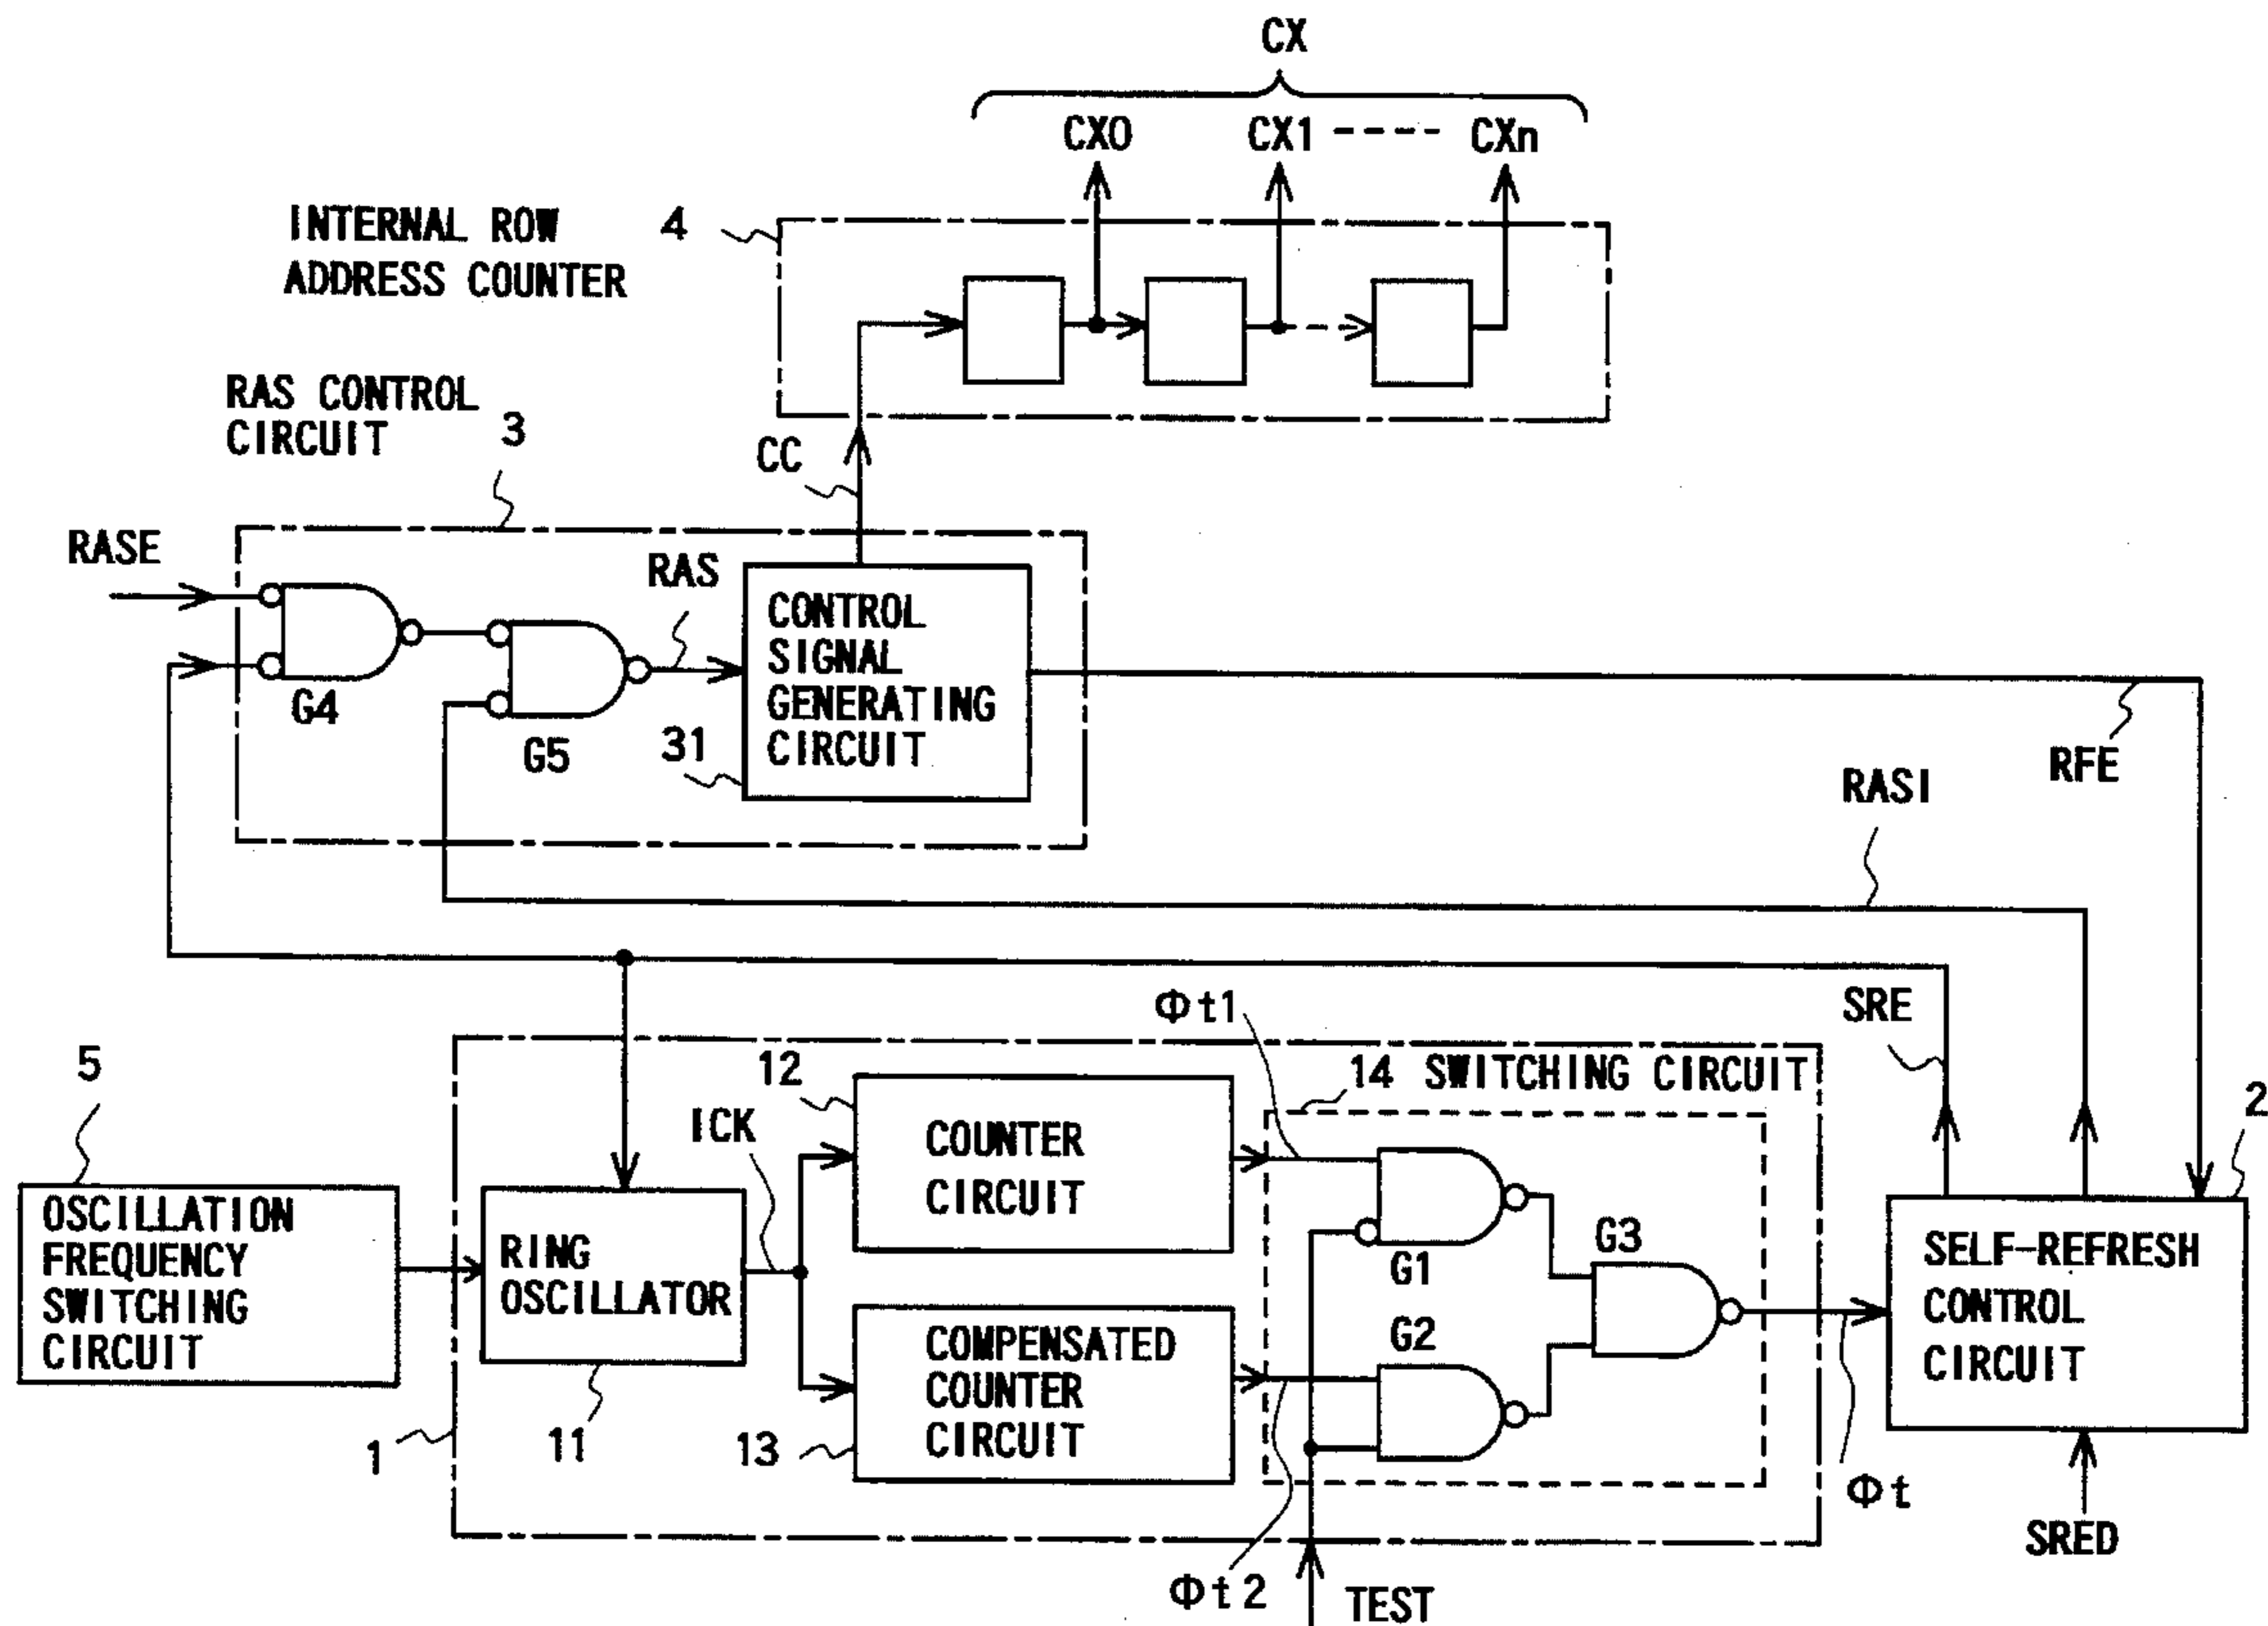 CX
CX0 CX1 ---- CXn
INTERNAL ROW
ADDRESS COUNTER
4
RAS CONTROL
CIRCUIT
3
CC
RASE
RAS
CONTROL
SIGNAL
GENERATING
CIRCUIT
G4
G5
31
RFE
RASI
SRE
Φt1
5
12
14 SWITCHING CIRCUIT
2
ICK
COUNTER
CIRCUIT
OSCILLATION
FREQUENCY
SWITCHING
CIRCUIT
RING
OSCILLATOR
G1
G3
SELF-REFRESH
CONTROL
CIRCUIT
COMPENSATED
COUNTER
CIRCUIT
G2
1
11
13
Φt
SRED
Φt2
TEST